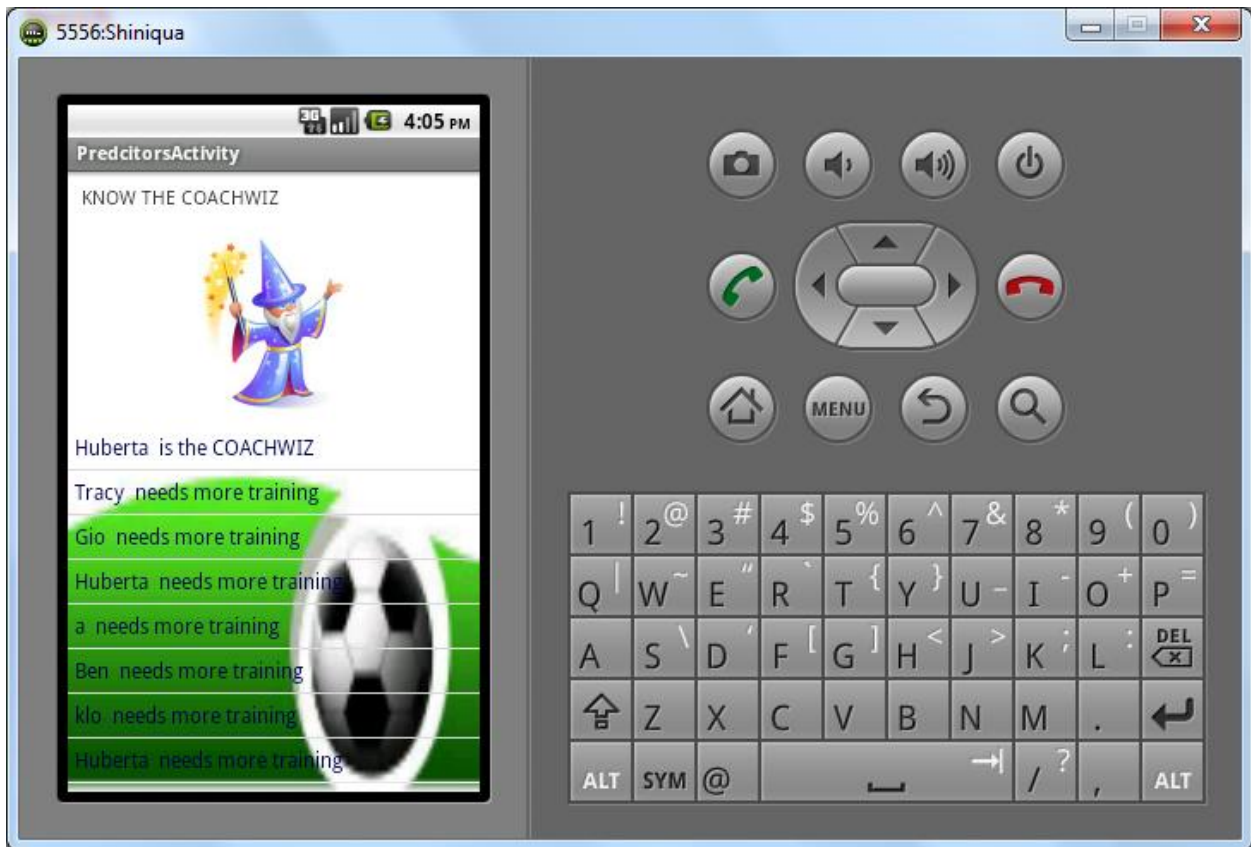 5556:Shiniqua
3G 4:05 PM
PredcitorsActivity
KNOW THE COACHWIZ
Huberta is the COACHWIZ
Tracy needs more training
Gio needs more training
Huberta needs more training
a needs more training
Ben needs more training
klo needs more training
Huberta needs more training
MENU
1 ! 2 @ 3 # 4 $ 5 % 6 ^ 7 & 8 * 9 ( 0 )
Q | W ~ E " R ` T { Y } U _ I - O + P =
A S \ D ' F [ G ] H < J > K ; L : DEL
Z X C V B N M .
ALT SYM @ / ? , ALT